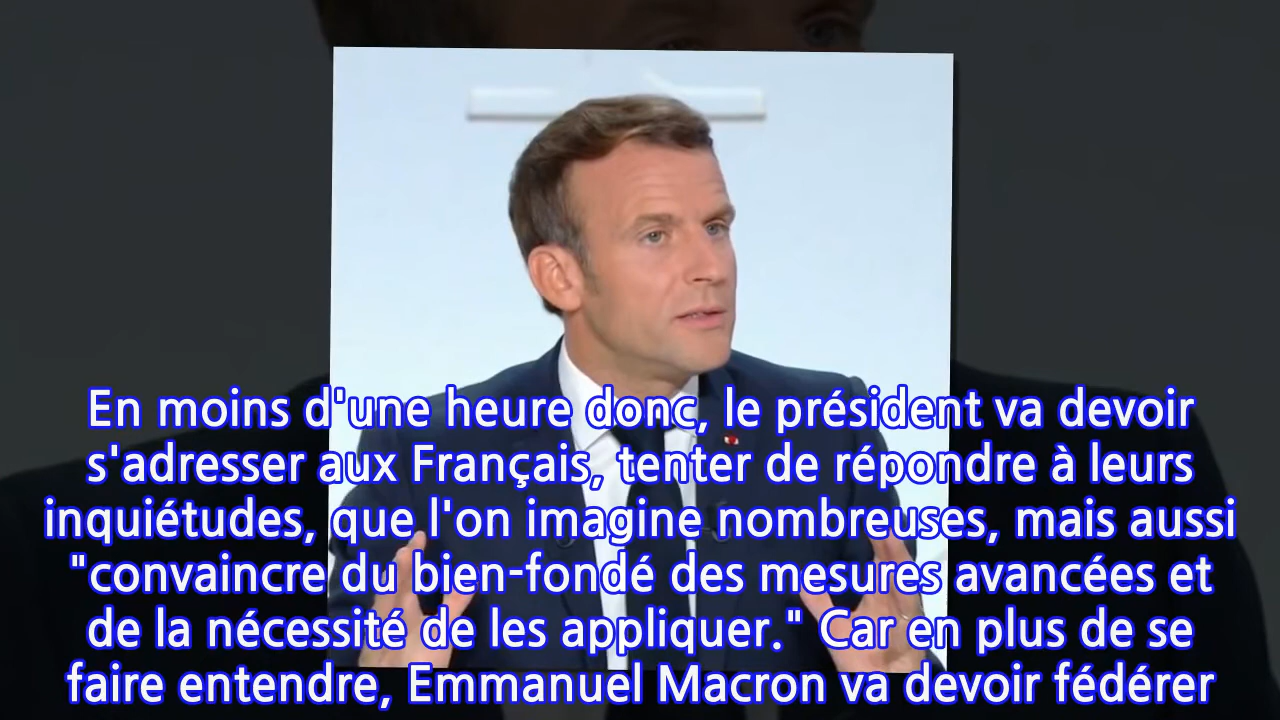 En moins d'une heure donc, le président va devoir
s'adresser aux Français, tenter de répondre à leurs
inquiétudes, que l'on imagine nombreuses, mais aussi
"convaincre du bien-fondé des mesures avancées et
de la nécessité de les appliquer." Car en plus de se
faire entendre, Emmanuel Macron va devoir fédérer